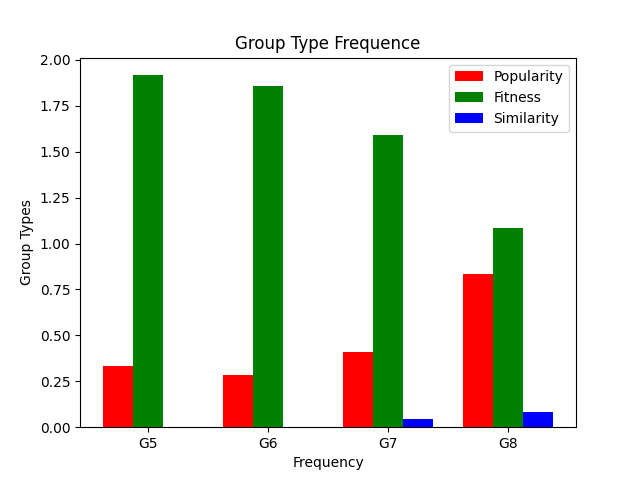 Group Type Frequence
2.00
1.75
1.50
1.25
1.00
0.75
0.50
0.25
0.00
Group Types
Popularity
Fitness
Similarity
G5 G6 G7 G8
Frequency